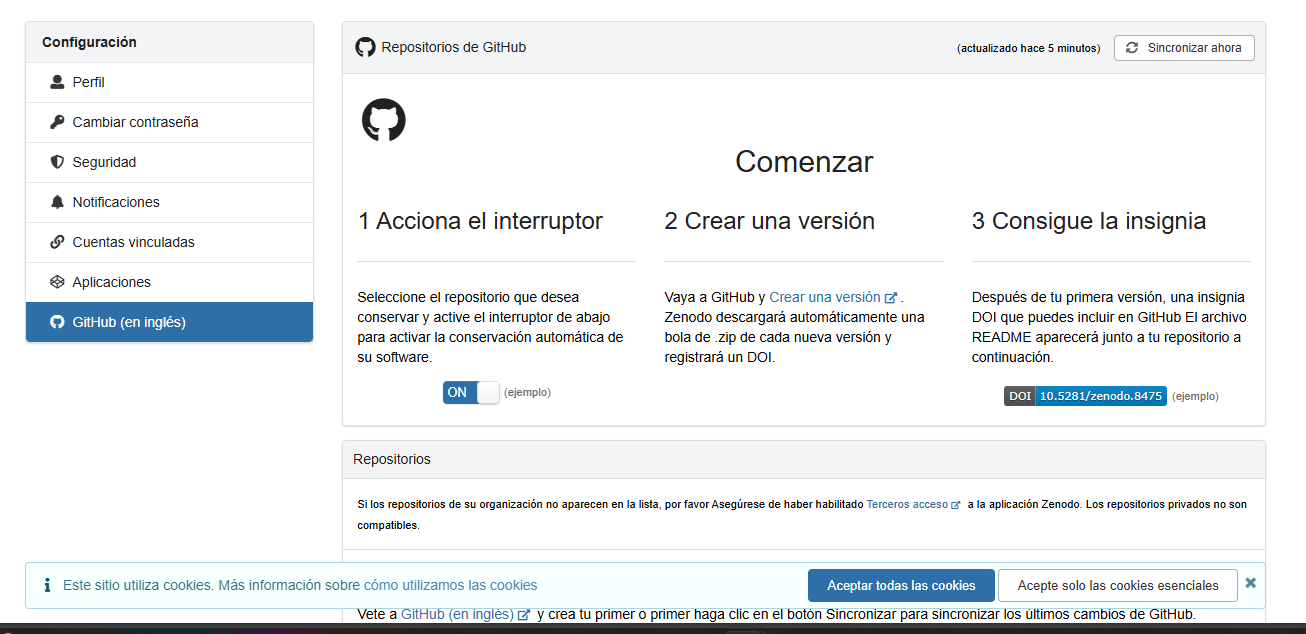 Configuración
Perfil
Cambiar contraseña
Seguridad
Notificaciones
Cuentas vinculadas
Aplicaciones
GitHub (en inglés)
Repositorios de GitHub
(actualizado hace 5 minutos)
Sincronizar ahora
Comenzar
1 Acciona el interruptor
Seleccione el repositorio que desea
conservar y active el interruptor de abajo
para activar la conservación automática de
su software.
ON (ejemplo)
2 Crear una versión
Vaya a GitHub y Crear una versión .
Zenodo descargará automáticamente una
bola de .zip de cada nueva versión y
registrará un DOI.
3 Consigue la insignia
Después de tu primera versión, una insignia
DOI que puedes incluir en GitHub El archivo
README aparecerá junto a tu repositorio a
continuación.
DOI 10.5281/zenodo.8475 (ejemplo)
Repositorios
Si los repositorios de su organización no aparecen en la lista, por favor Asegúrese de haber habilitado Terceros acceso a la aplicación Zenodo. Los repositorios privados no son
compatibles.
Este sitio utiliza cookies. Más información sobre cómo utilizamos las cookies
Aceptar todas las cookies
Acepte solo las cookies esenciales
Vete a GitHub (en inglés) y crea tu primer o primer haga clic en el botón Sincronizar para sincronizar los últimos cambios de GitHub.